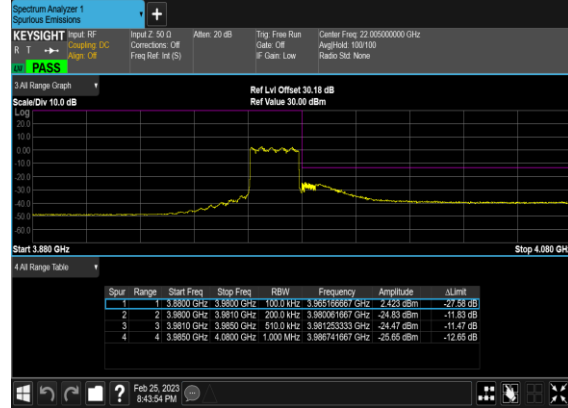 Spectrum Analyzer 1
Spurious Emissions
KEYSIGHT Input: RF Input Z: 50 Ω Atten: 20 dB Trig: Free Run Center Freq: 22.005000000 GHz
R T Coupling: DC Corrections: Off Gate: Off Avg|Hold: 100/100
Align: Off Freq Ref: Int (S) IF Gain: Low Radio Std: None
PASS
3 All Range Graph
Ref Lvl Offset 30.18 dB
Scale/Div 10.0 dB Ref Value 30.00 dBm
Log
20.0
10.0
0.00
-10.0
-20.0
-30.0
-40.0
-50.0
-60.0
Start 3.880 GHz Stop 4.080 GHz
4 All Range Table
Spur Range Start Freq Stop Freq RBW Frequency Amplitude ΔLimit
1 1 3.8800 GHz 3.9800 GHz 100.0 kHz 3.965166667 GHz 2.423 dBm -27.58 dB
2 2 3.9800 GHz 3.9810 GHz 200.0 kHz 3.980061667 GHz -24.83 dBm -11.83 dB
3 3 3.9810 GHz 3.9850 GHz 510.0 kHz 3.981253333 GHz -24.47 dBm -11.47 dB
4 4 3.9850 GHz 4.0800 GHz 1.000 MHz 3.986741667 GHz -25.65 dBm -12.65 dB
Feb 25, 2023
8:43:54 PM